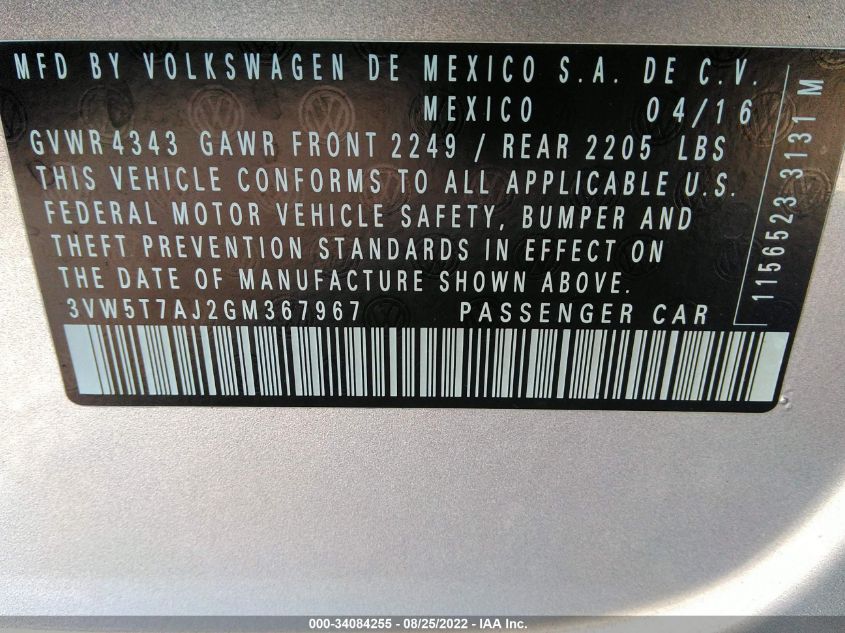 MFD BY VOLKSWAGEN DE MEXICO S.A. DE C.V.
MEXICO 04/16
GVWR 4343 GAWR FRONT 2249 / REAR 2205 LBS
THIS VEHICLE CONFORMS TO ALL APPLICABLE U.S.
FEDERAL MOTOR VEHICLE SAFETY, BUMPER AND
THEFT PREVENTION STANDARDS IN EFFECT ON
THE DATE OF MANUFACTURE SHOWN ABOVE.
3VW5T7AJ2GM367967 PASSENGER CAR
1156523 3131 M
000-34084255 - 08/25/2022 - IAAI.com